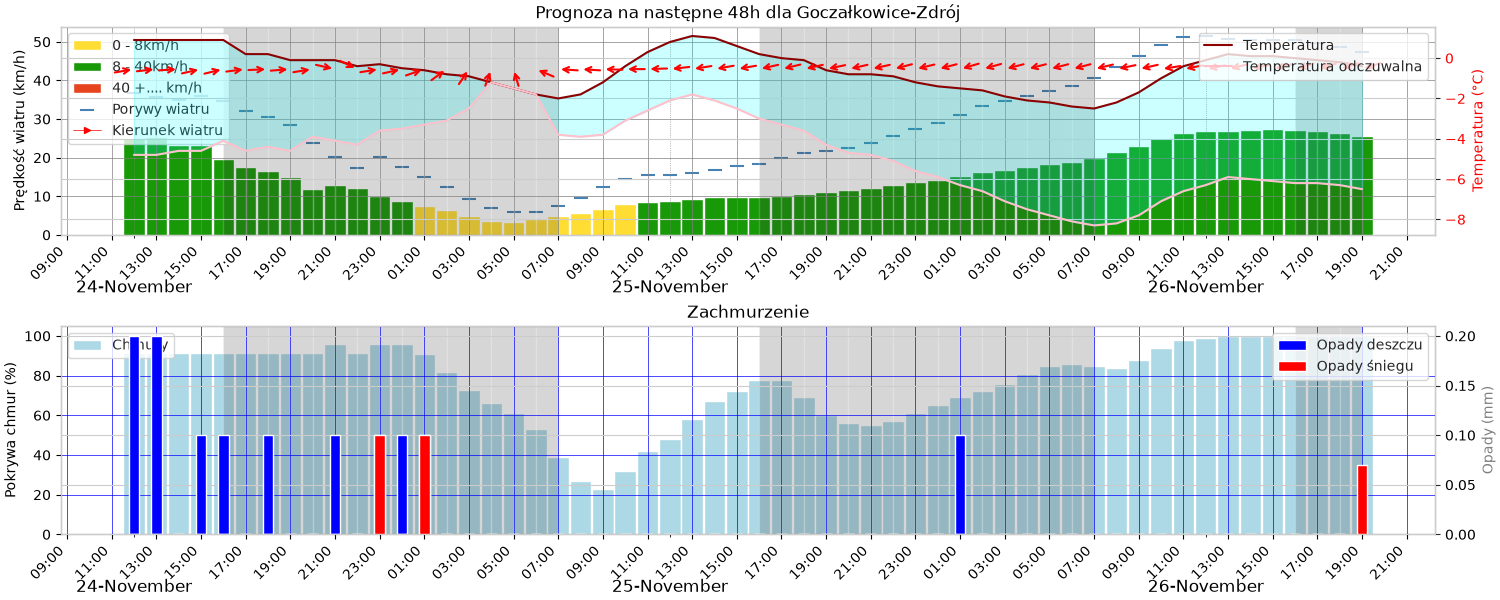 Prognoza na następne 48h dla Goczałkowice-Zdrój
Prędkość wiatru (km/h)
50
40
30
20
10
0
0 - 8km/h
8 - 40km/h
40 +.... km/h
Porywy wiatru
Kierunek wiatru
Temperatura
Temperatura odczuwalna
0
−2
−4
−6
−8
Temperatura (°C)
09:00 11:00 13:00 15:00 17:00 19:00 21:00 23:00 01:00 03:00 05:00 07:00 09:00 11:00 13:00 15:00 17:00 19:00 21:00 23:00 01:00 03:00 05:00 07:00 09:00 11:00 13:00 15:00 17:00 19:00 21:00
24-November 25-November 26-November
Zachmurzenie
Pokrywa chmur (%)
100
80
60
40
20
0
Chmury
Opady deszczu
Opady śniegu
0.20
0.15
0.10
0.05
0.00
Opady (mm)
09:00 11:00 13:00 15:00 17:00 19:00 21:00 23:00 01:00 03:00 05:00 07:00 09:00 11:00 13:00 15:00 17:00 19:00 21:00 23:00 01:00 03:00 05:00 07:00 09:00 11:00 13:00 15:00 17:00 19:00 21:00
24-November 25-November 26-November